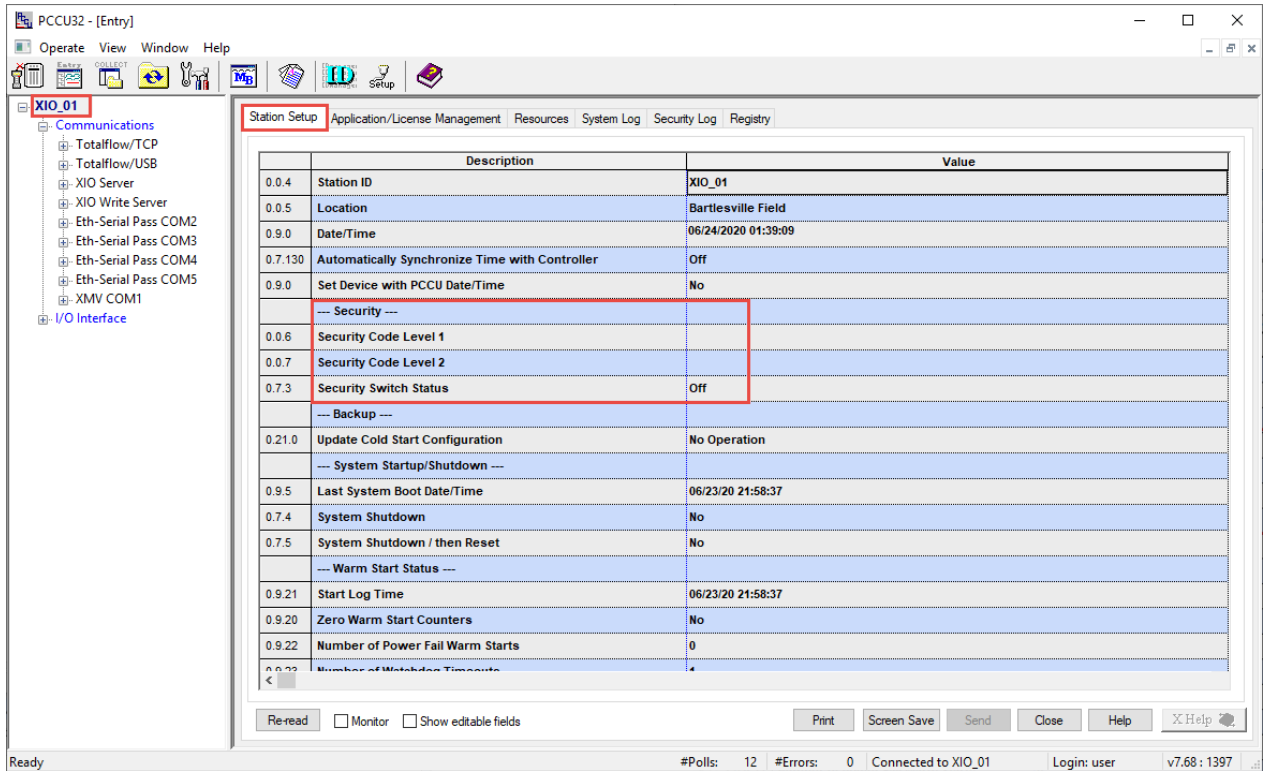 PCCU32 - [Entry]
Operate View Window Help
Entry COLLECT
MB ID Setup
XIO_01
Communications
Totalflow/TCP
Totalflow/USB
XIO Server
XIO Write Server
Eth-Serial Pass COM2
Eth-Serial Pass COM3
Eth-Serial Pass COM4
Eth-Serial Pass COM5
XMV COM1
I/O Interface
Station Setup Application/License Management Resources System Log Security Log Registry
Description Value
0.0.4 Station ID XIO_01
0.0.5 Location Bartlesville Field
0.9.0 Date/Time 06/24/2020 01:39:09
0.7.130 Automatically Synchronize Time with Controller Off
0.9.0 Set Device with PCCU Date/Time No
--- Security ---
0.0.6 Security Code Level 1
0.0.7 Security Code Level 2
0.7.3 Security Switch Status Off
--- Backup ---
0.21.0 Update Cold Start Configuration No Operation
--- System Startup/Shutdown ---
0.9.5 Last System Boot Date/Time 06/23/20 21:58:37
0.7.4 System Shutdown No
0.7.5 System Shutdown / then Reset No
--- Warm Start Status ---
0.9.21 Start Log Time 06/23/20 21:58:37
0.9.20 Zero Warm Start Counters No
0.9.22 Number of Power Fail Warm Starts 0
0.9.23 Number of Watchdog Timeouts 1
Re-read Monitor Show editable fields Print Screen Save Send Close Help X Help
Ready #Polls: 12 #Errors: 0 Connected to XIO_01 Login: user v7.68 : 1397